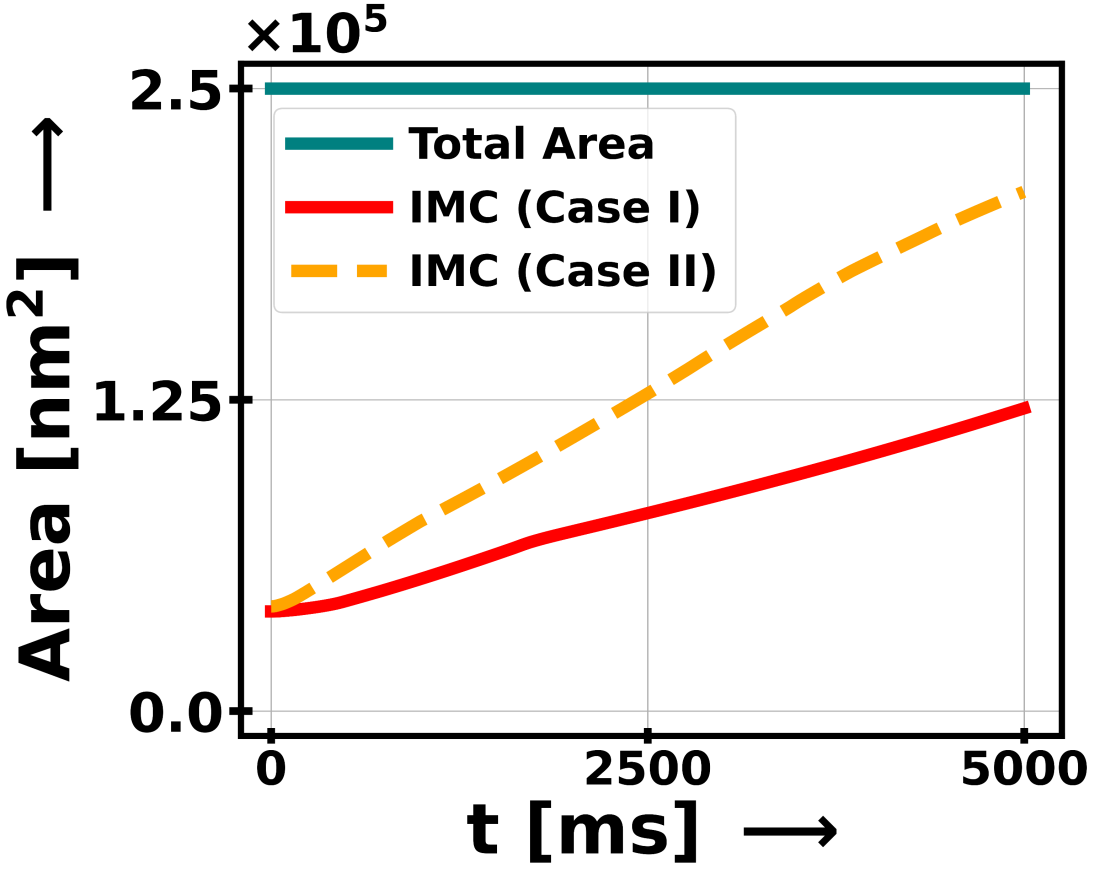 ×10⁵
2.5
1.25
0.0
Area [nm²] ⟶
Total Area
IMC (Case I)
IMC (Case II)
0 2500 5000
t [ms] ⟶